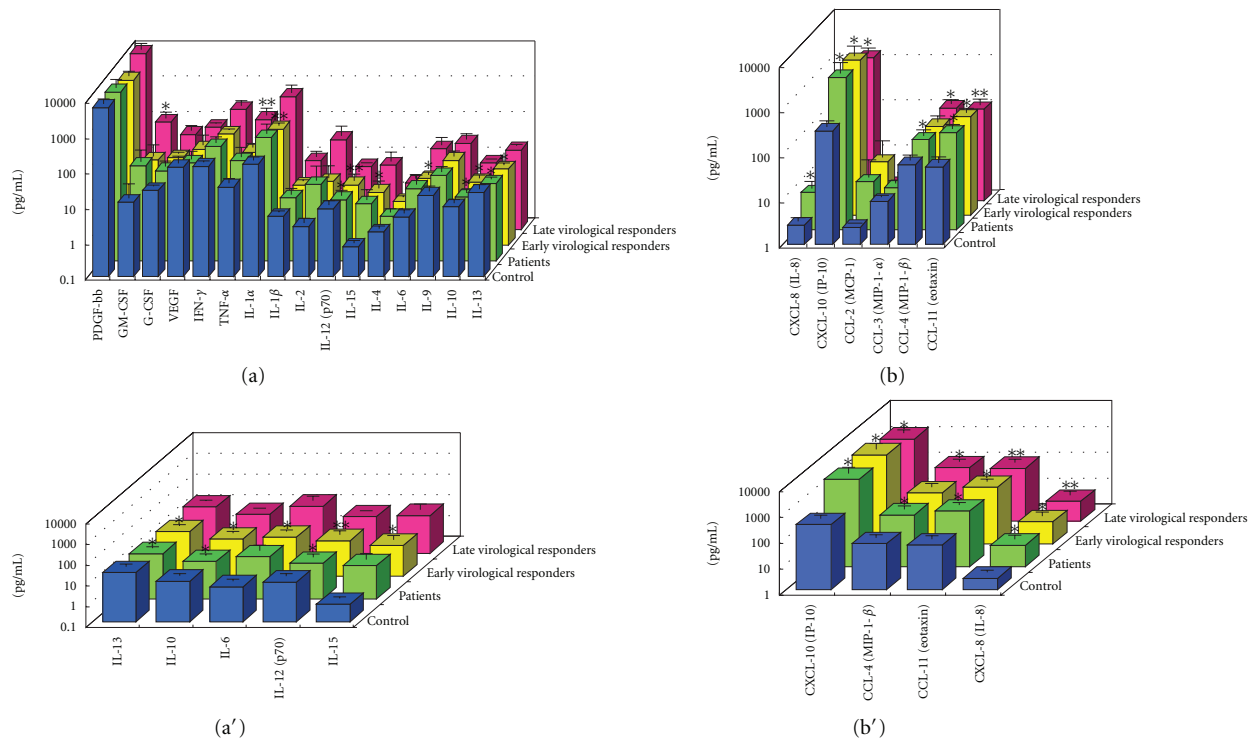 10000
1000
100
10
1
0.1
(pg/mL)
*
**
**
**
*
*
*
*
*
*
Late virological responders
Early virological responders
Patients
Control
PDGF-bb
GM-CSF
G-CSF
VEGF
IFN-γ
TNF-α
IL-1α
IL-1β
IL-2
IL-12 (p70)
IL-15
IL-4
IL-6
IL-9
IL-10
IL-13
(a)
10000
1000
100
10
1
(pg/mL)
*
*
*
*
*
*
*
*
*
**
*
Late virological responders
Early virological responders
Patients
Control
CXCL-8 (IL-8)
CXCL-10 (IP-10)
CCL-2 (MCP-1)
CCL-3 (MIP-1-α)
CCL-4 (MIP-1-β)
CCL-11 (eotaxin)
(b)
10000
1000
100
10
1
0.1
(pg/mL)
*
*
*
**
*
*
*
*
Late virological responders
Early virological responders
Patients
Control
IL-13
IL-10
IL-6
IL-12 (p70)
IL-15
(a′)
10000
1000
100
10
1
(pg/mL)
*
*
*
*
**
*
*
*
**
*
*
Late virological responders
Early virological responders
Patients
Control
CXCL-10 (IP-10)
CCL-4 (MIP-1-β)
CCL-11 (eotaxin)
CXCL-8 (IL-8)
(b′)